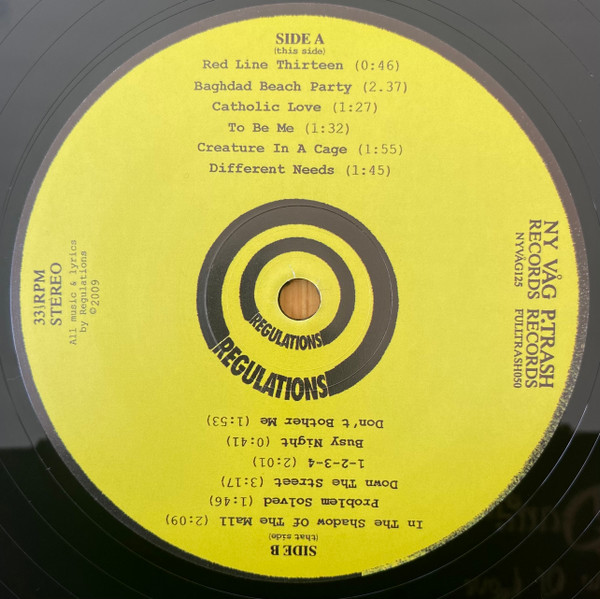 SIDE A
(this side)
Red Line Thirteen (0:46)
Baghdad Beach Party (2.37)
Catholic Love (1:27)
To Be Me (1:32)
Creature In A Cage (1:55)
Different Needs (1:45)
33⅓RPM
STEREO
All music & lyrics
by Regulations
©2009
NY VÅG P.TRASH
RECORDS RECORDS
NYVÅG125 FULLTRASH050
REGULATIONS
REGULATIONS
SIDE B
(that side)
In The Shadow Of The Mall (2:09)
Problem Solved (1:46)
Down The Street (3:17)
1-2-3-4 (2:01)
Busy Night (0:41)
Don't Bother Me (1:53)